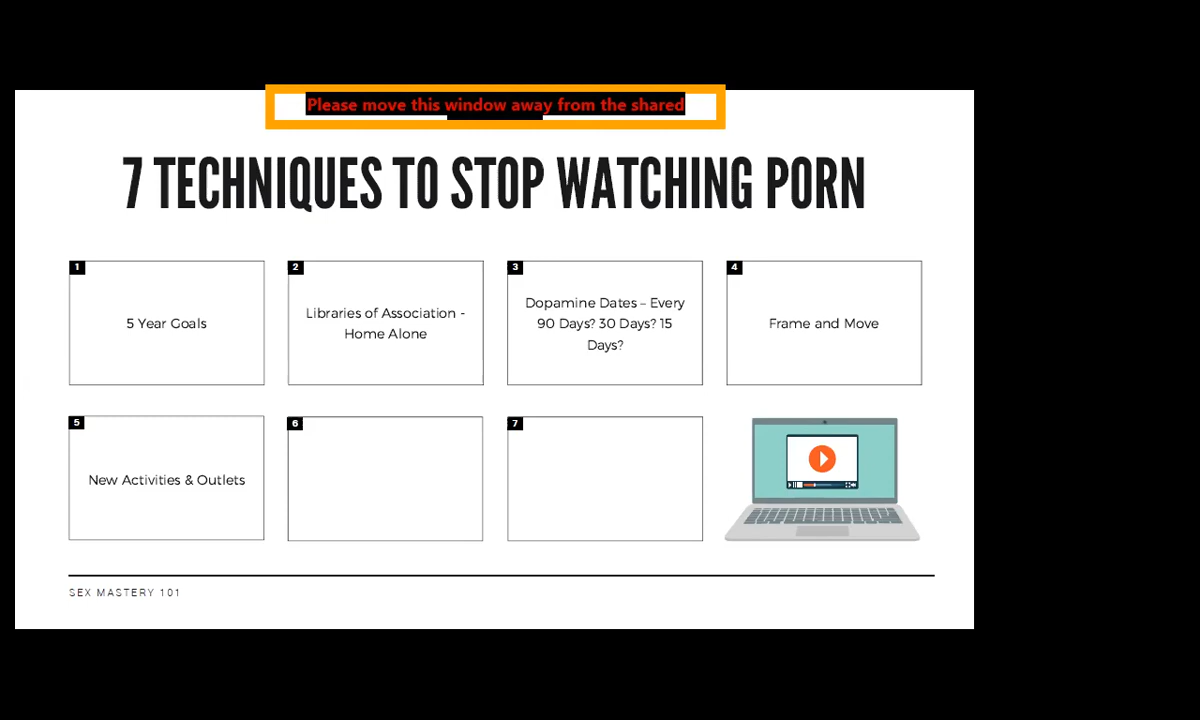 Please move this window away from the shared
7 TECHNIQUES TO STOP WATCHING PORN
1
5 Year Goals
2
Libraries of Association -
Home Alone
3
Dopamine Dates – Every
90 Days? 30 Days? 15
Days?
4
Frame and Move
5
New Activities & Outlets
6
7
SEX MASTERY 101